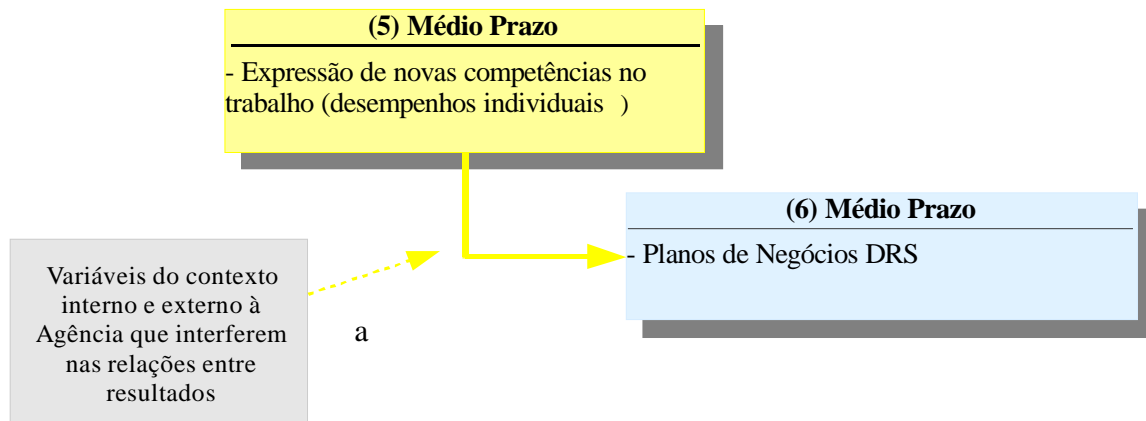 (5) Médio Prazo
- Expressão de novas competências no
trabalho (desempenhos individuais )
(6) Médio Prazo
- Planos de Negócios DRS
Variáveis do contexto
interno e externo à
Agência que interferem
nas relações entre
resultados
a